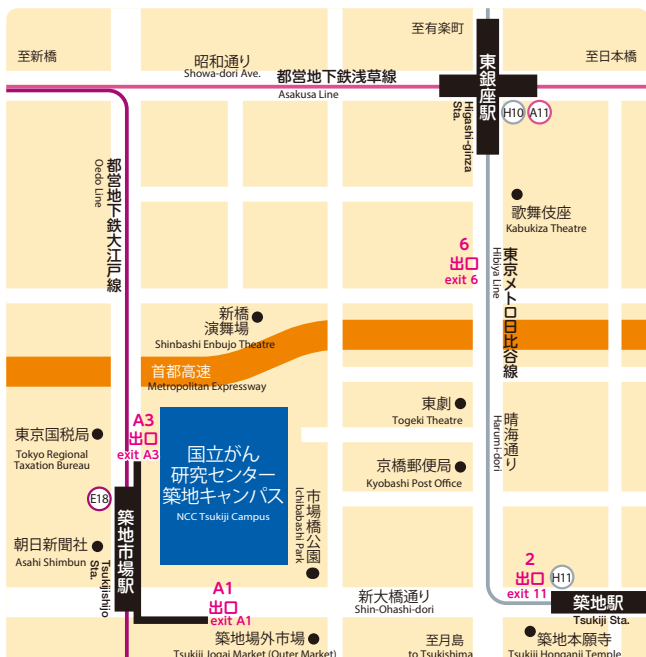 至有楽町
至新橋
昭和通り
Showa-dori Ave.
至日本橋
都営地下鉄浅草線
Asakusa Line
東銀座駅
Higashi-ginza
Sta.
H10
A11
都営地下鉄大江戸線
Oedo Line
歌舞伎座
Kabukiza Theatre
6
出口
exit 6
東京メトロ日比谷線
Hibiya Line
新橋
演舞場
Shinbashi Enbujo Theatre
首都高速
Metropolitan Expressway
東劇
Togeki Theatre
晴海通り
Harumi-dori
A3
出口
exit A3
東京国税局
Tokyo Regional
Taxation Bureau
国立がん
研究センター
築地キャンパス
NCC Tsukiji Campus
京橋郵便局
Kyobashi Post Office
市場橋公園
Ichibabashi Park
E18
築地市場駅
Tsukijishijo
Sta.
朝日新聞社
Asahi Shimbun
2
出口
exit 11
H11
A1
出口
exit A1
新大橋通り
Shin-Ohashi-dori
築地駅
Tsukiji Sta.
築地場外市場
Tsukiji Jogai Market (Outer Market)
至月島
to Tsukishima
築地本願寺
Tsukiji Honganji Temple